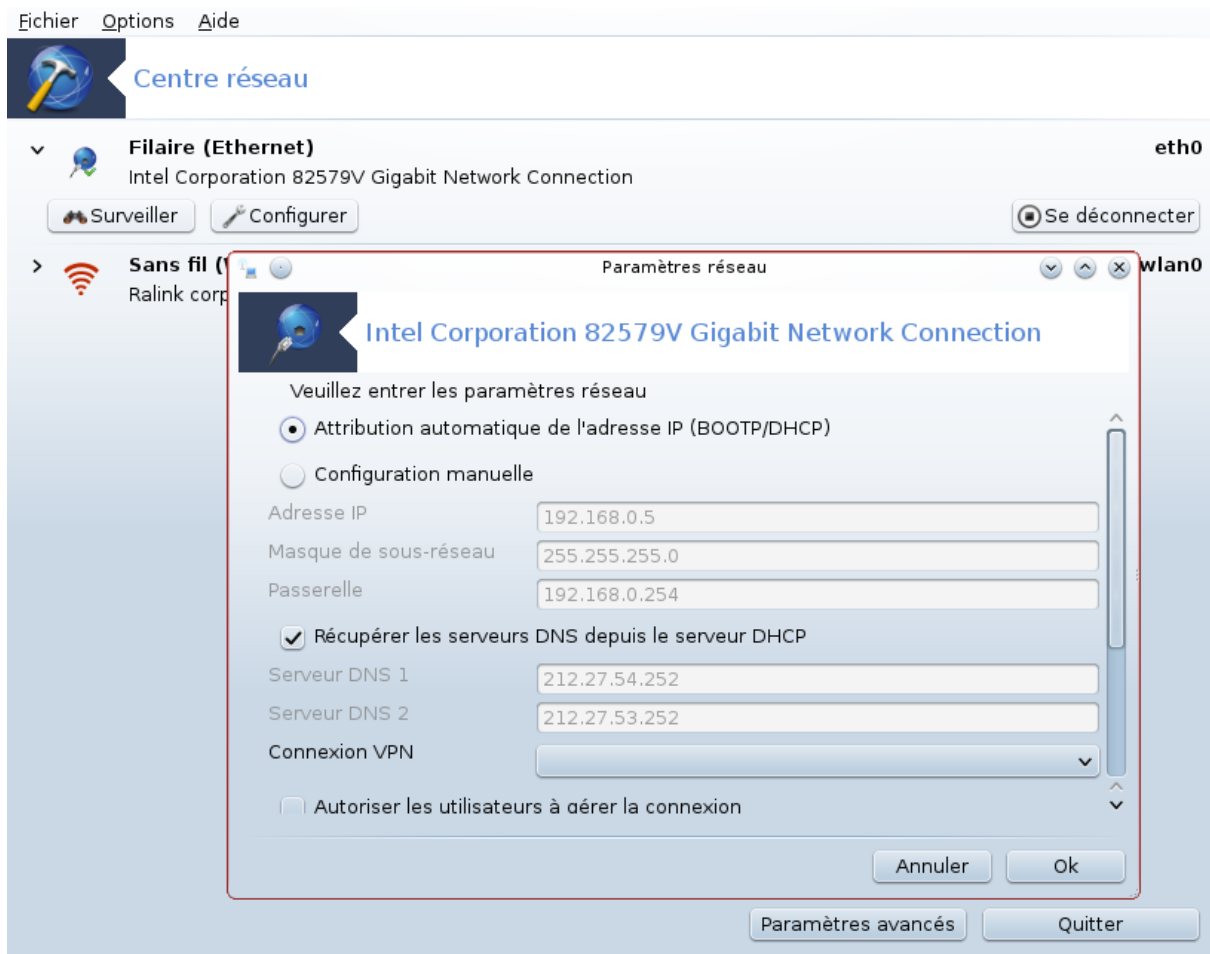 Fichier Options Aide
Centre réseau
Filaire (Ethernet) eth0
Intel Corporation 82579V Gigabit Network Connection
Surveiller Configurer Se déconnecter
Sans fil ( wlan0
Ralink corp
Paramètres réseau
Intel Corporation 82579V Gigabit Network Connection
Veuillez entrer les paramètres réseau
Attribution automatique de l'adresse IP (BOOTP/DHCP)
Configuration manuelle
Adresse IP 192.168.0.5
Masque de sous-réseau 255.255.255.0
Passerelle 192.168.0.254
Récupérer les serveurs DNS depuis le serveur DHCP
Serveur DNS 1 212.27.54.252
Serveur DNS 2 212.27.53.252
Connexion VPN
Autoriser les utilisateurs à gérer la connexion
Annuler Ok
Paramètres avancés Quitter